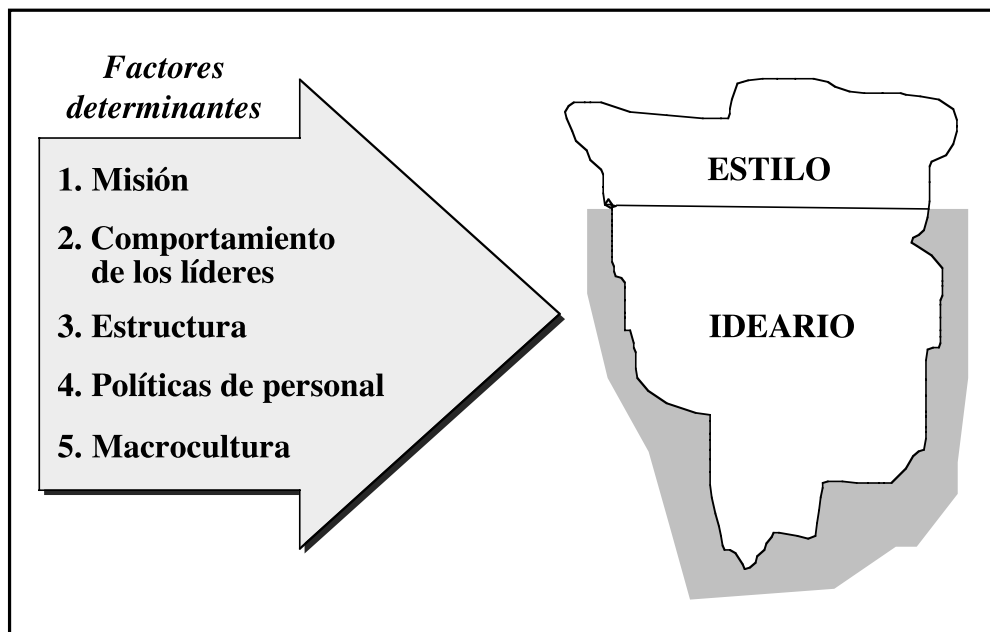 Factores
determinantes
1. Misión
2. Comportamiento
de los líderes
3. Estructura
4. Políticas de personal
5. Macrocultura
ESTILO
IDEARIO